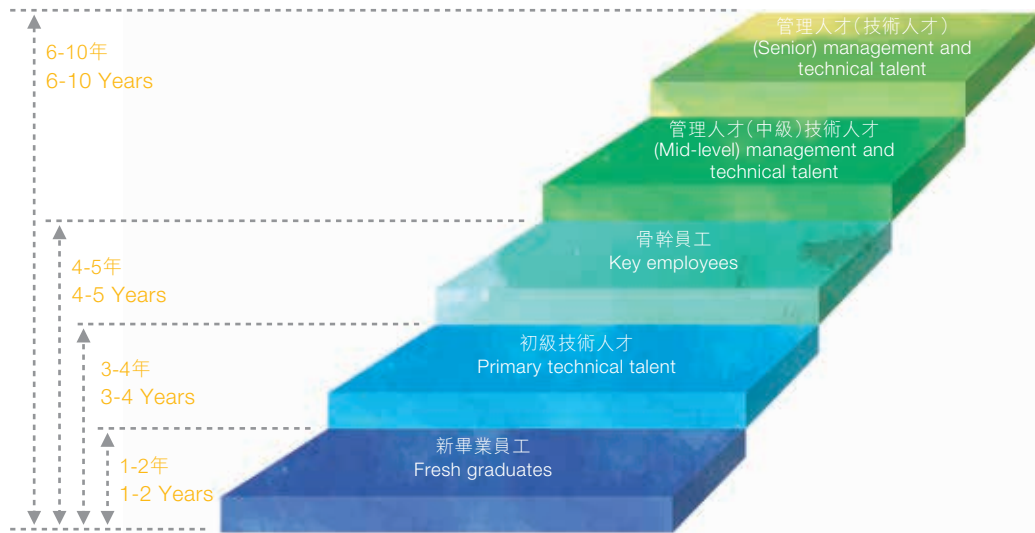 6-10年
6-10 Years
管理人才(技術人才)
(Senior) management and
technical talent
管理人才(中級)技術人才
(Mid-level) management and
technical talent
4-5年
4-5 Years
骨幹員工
Key employees
3-4年
3-4 Years
初級技術人才
Primary technical talent
1-2年
1-2 Years
新畢業員工
Fresh graduates